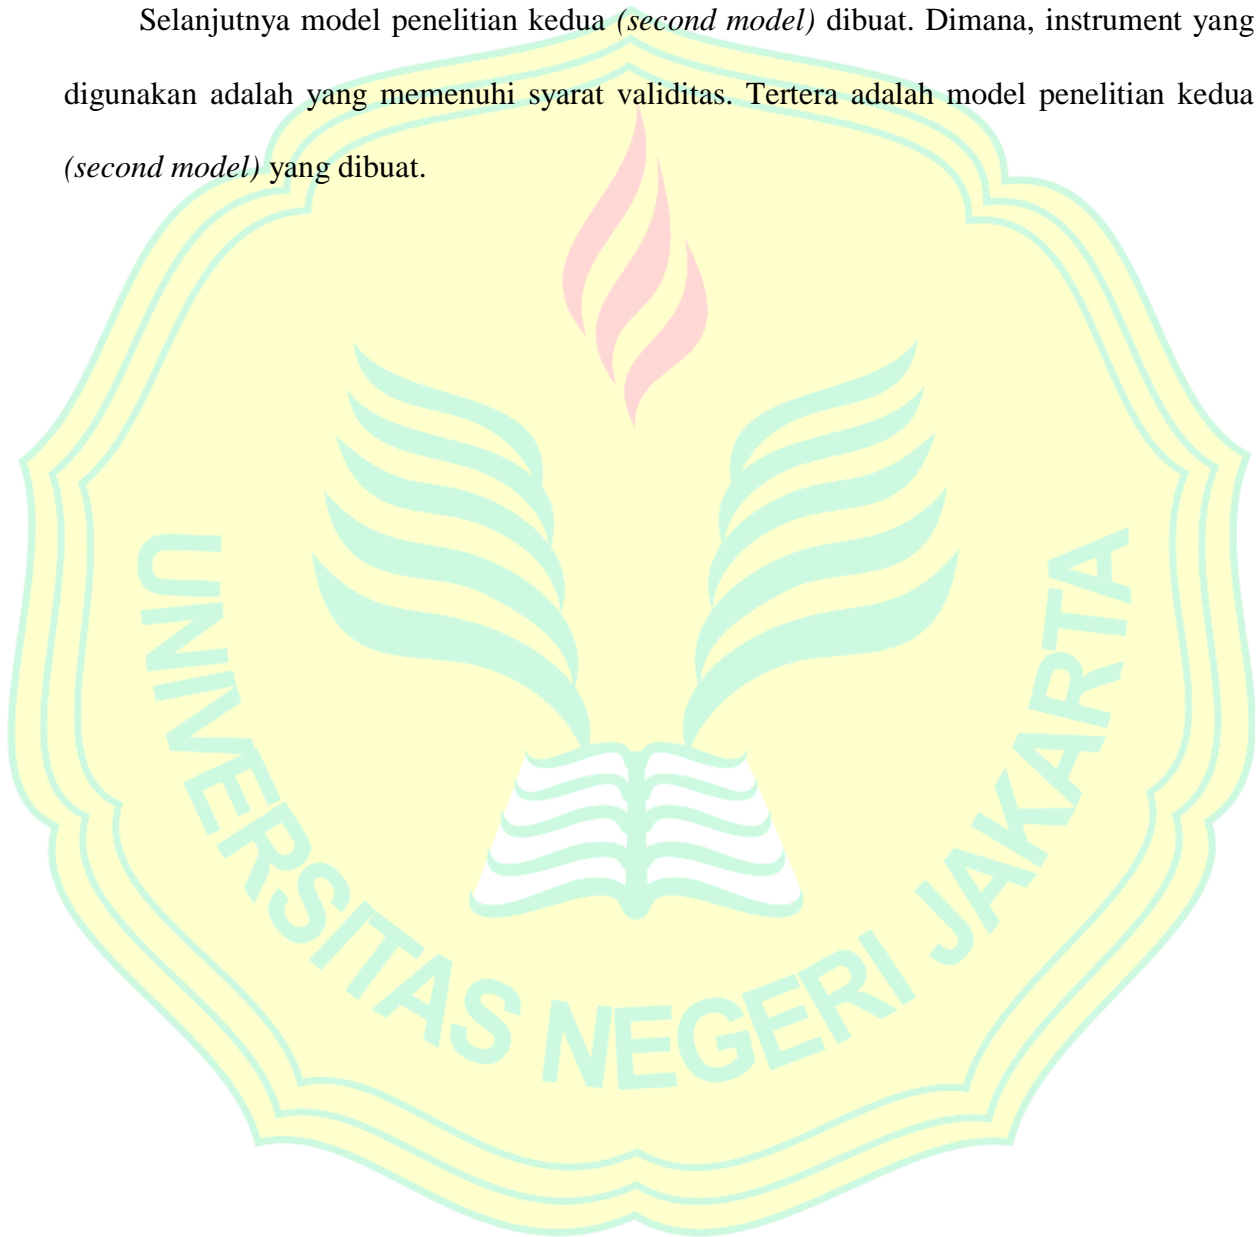 Selanjutnya model penelitian kedua (second model) dibuat. Dimana, instrument yang
digunakan adalah yang memenuhi syarat validitas. Tertera adalah model penelitian kedua
(second model) yang dibuat.
UNIVERSITAS NEGERI JAKARTA